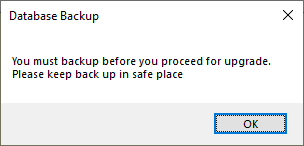 Database Backup
You must backup before you proceed for upgrade.
Please keep back up in safe place
OK